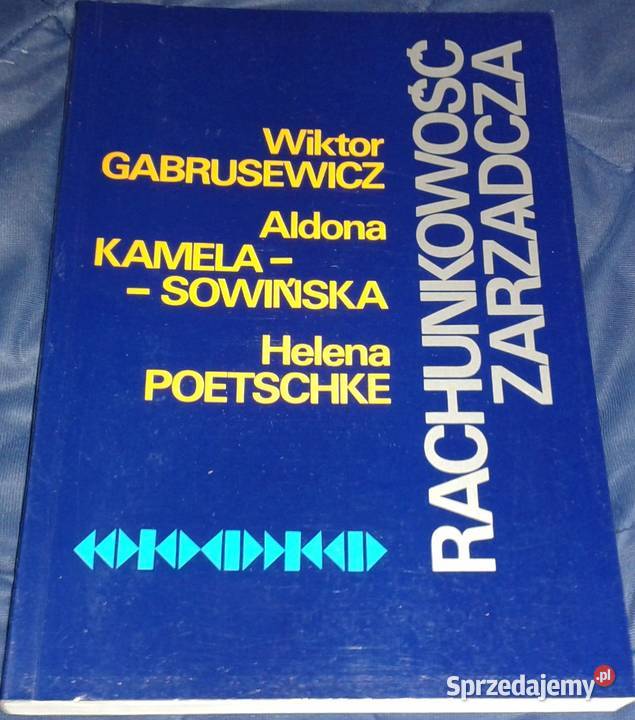 Wiktor
GABRUSEWICZ
Aldona
KAMELA -
- SOWIŃSKA
Helena
POETSCHKE
RACHUNKOWOŚĆ
ZARZĄDCZA
Sprzedajemy.pl